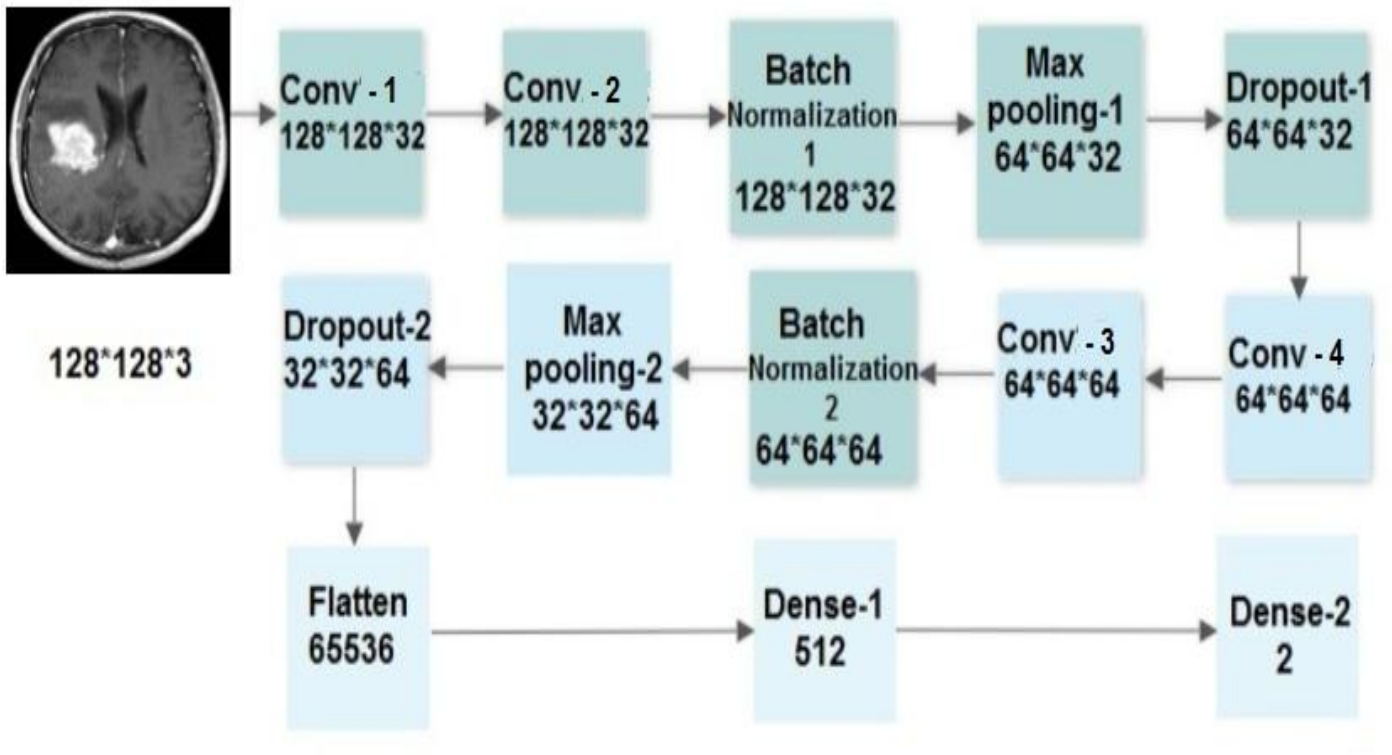 Conv - 1
128*128*32
Conv - 2
128*128*32
Batch
Normalization
1
128*128*32
Max
pooling-1
64*64*32
Dropout-1
64*64*32
128*128*3
Dropout-2
32*32*64
Max
pooling-2
32*32*64
Batch
Normalization
2
64*64*64
Conv - 3
64*64*64
Conv - 4
64*64*64
Flatten
65536
Dense-1
512
Dense-2
2